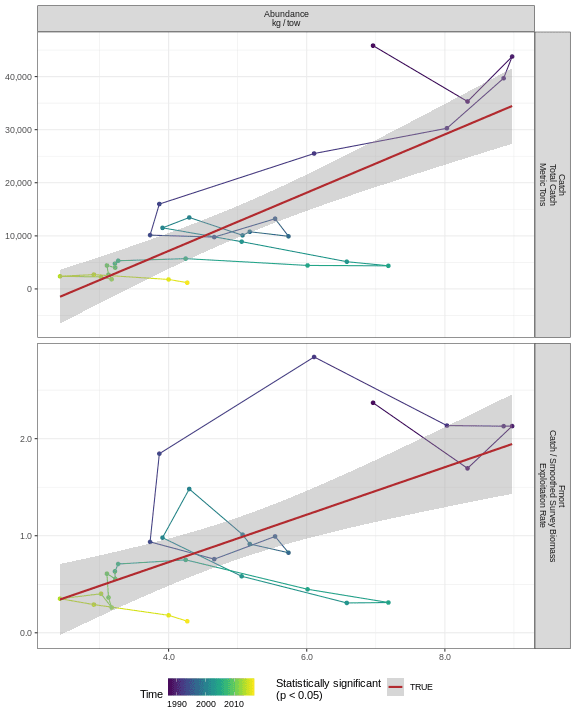 Abundance
kg / tow
40,000
30,000
20,000
10,000
0
Catch
Total Catch
Metric Tons
2.0
1.0
0.0
Fmort
Catch / Smoothed Survey Biomass
Exploitation Rate
4.0 6.0 8.0
Time
1990 2000 2010
Statistically significant
(p < 0.05)
TRUE